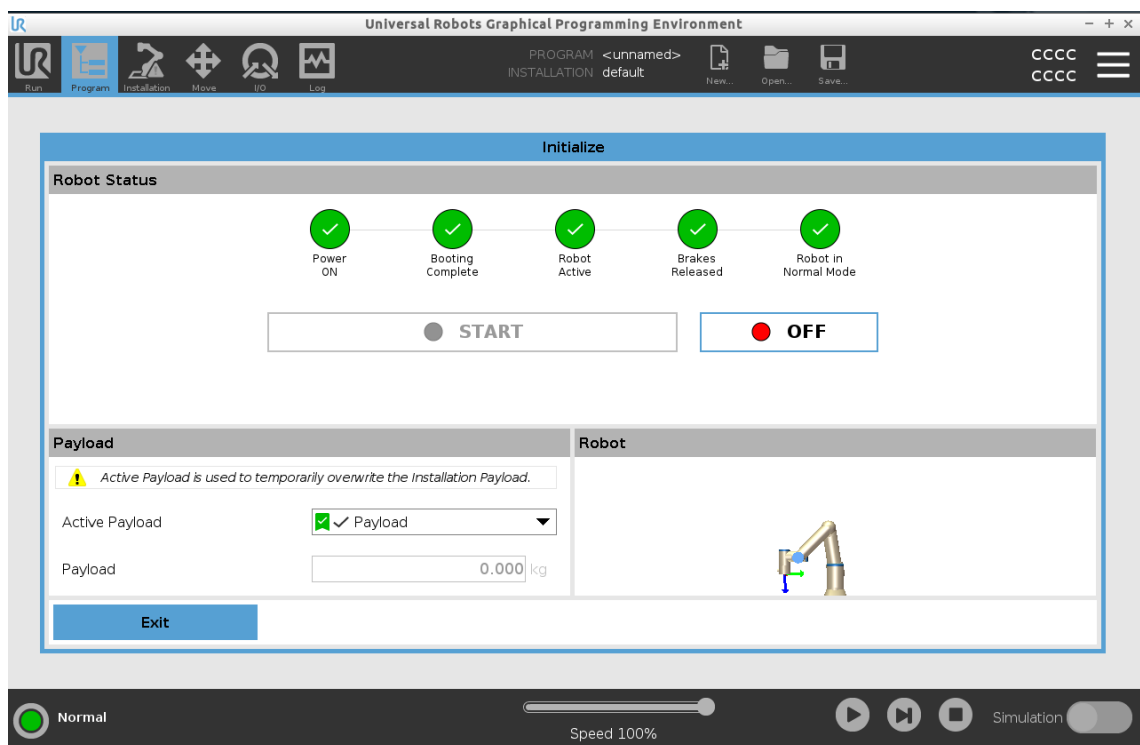 Universal Robots Graphical Programming Environment
PROGRAM <unnamed>
INSTALLATION default
CCCC
CCCC
Run
Program
Installation
Move
I/O
Log
New...
Open...
Save...
Initialize
Robot Status
Power
ON
Booting
Complete
Robot
Active
Brakes
Released
Robot in
Normal Mode
START
OFF
Payload
Robot
Active Payload is used to temporarily overwrite the Installation Payload.
Active Payload
Payload
Payload
0.000 kg
Exit
Normal
Speed 100%
Simulation